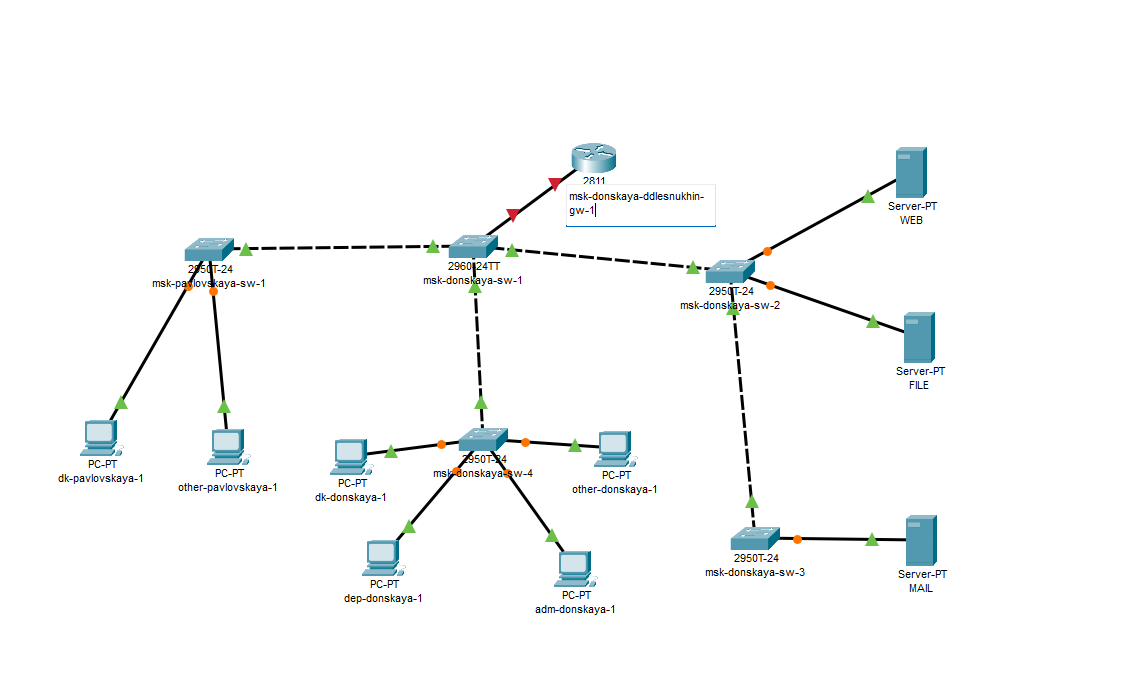 2811
msk-donskaya-ddlesnukhin-
gw-1
Server-PT
WEB
2950T-24
msk-pavlovskaya-sw-1
2960-24TT
msk-donskaya-sw-1
2950T-24
msk-donskaya-sw-2
Server-PT
FILE
PC-PT
dk-pavlovskaya-1
PC-PT
other-pavlovskaya-1
2950T-24
msk-donskaya-sw-4
PC-PT
dk-donskaya-1
PC-PT
other-donskaya-1
2950T-24
msk-donskaya-sw-3
Server-PT
MAIL
PC-PT
dep-donskaya-1
PC-PT
adm-donskaya-1